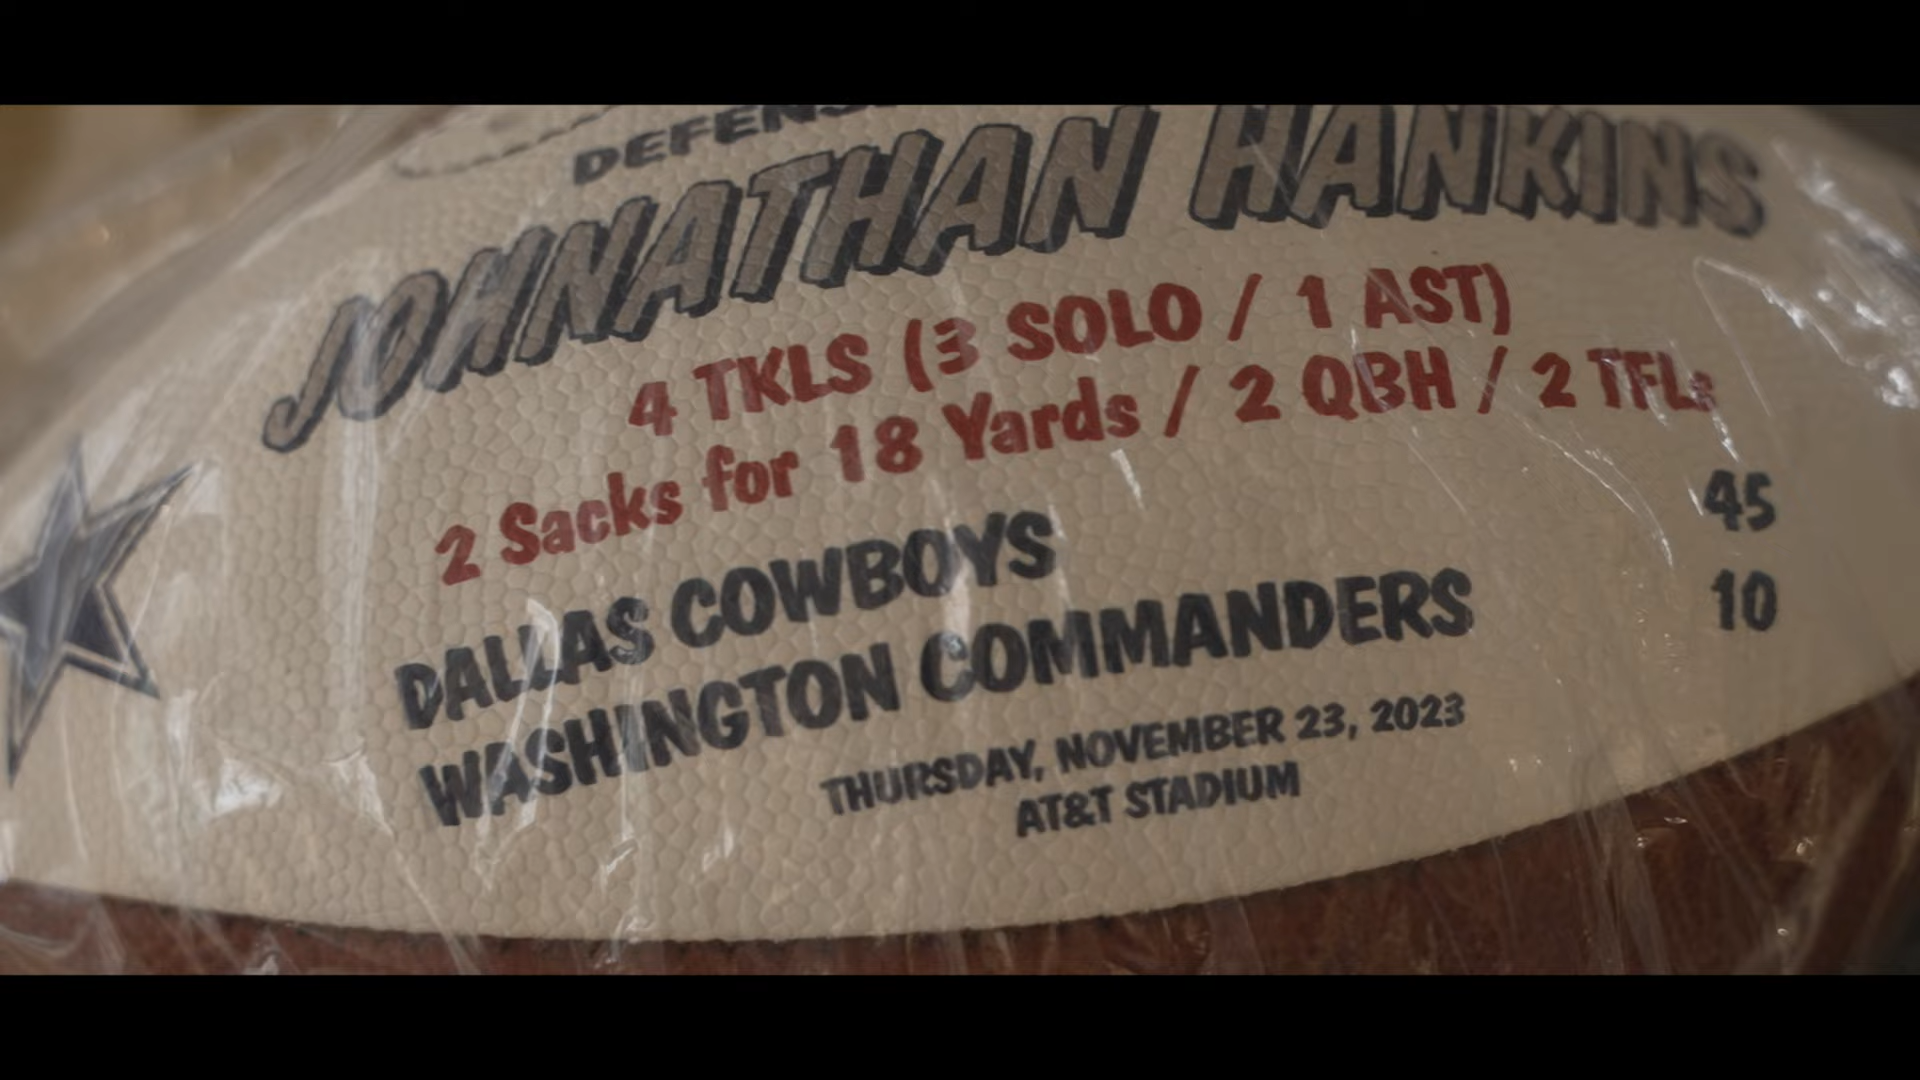 JOHNATHAN HANKINS
4 TKLS (3 SOLO / 1 AST)
2 Sacks for 18 Yards / 2 QBH / 2 TFLs
DALLAS COWBOYS 45
WASHINGTON COMMANDERS 10
THURSDAY, NOVEMBER 23, 2023
AT&T STADIUM